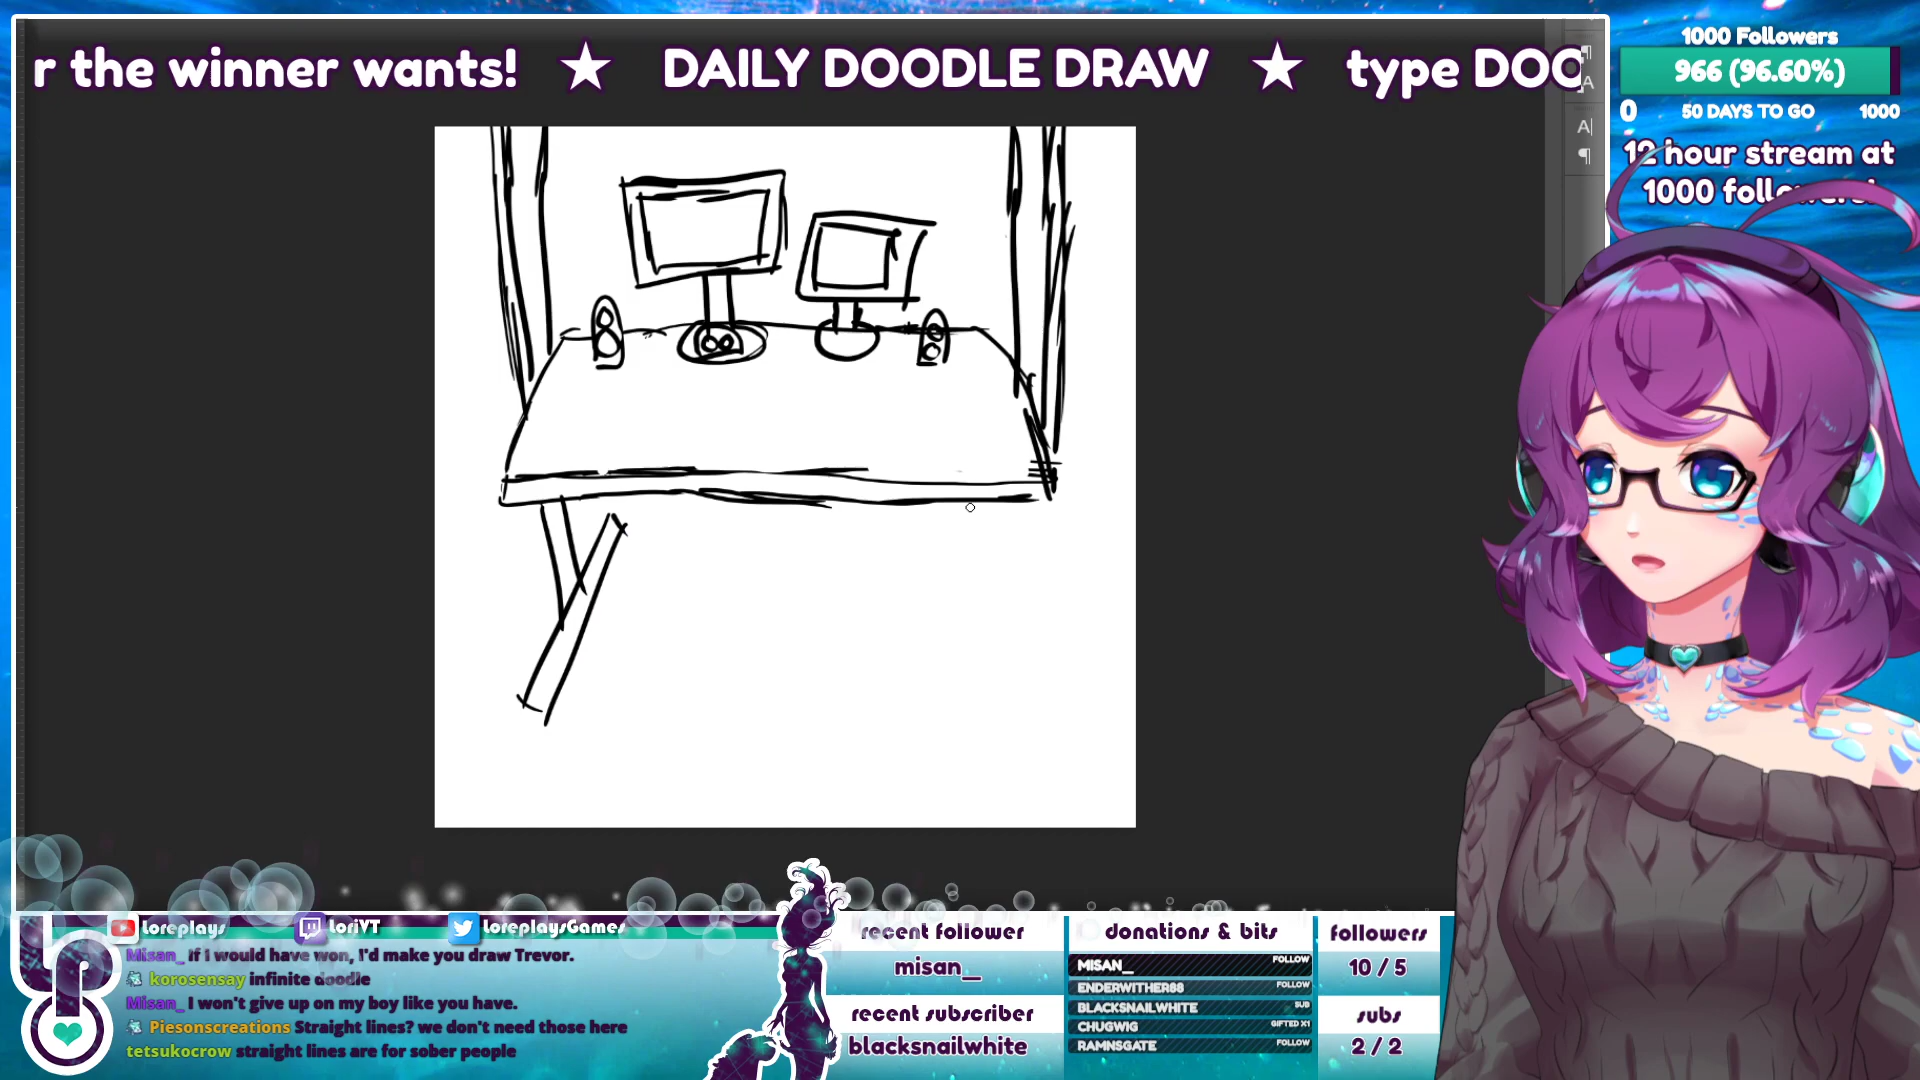 r the winner wants! ★ DAILY DOODLE DRAW ★ type DOO
1000 Followers
966 (96.60%)
0 50 DAYS TO GO 1000
12 hour stream at
1000 followers!
Loreplays LoriVT LoreplaysGames
Misan_ If I would have won, I'd make you draw Trevor.
korosensay infinite doodle
Misan_ I won't give up on my boy like you have.
Piesonscreations Straight lines? we don't need those here
tetsukocrow straight lines are for sober people
recent follower
misan__
recent subscriber
blacksnailwhite
donations & bits
MISAN_ FOLLOW
ENDERWITHER88 FOLLOW
BLACKSNAILWHITE SUB
CHUGWIG GIFTED X1
RAMNSGATE FOLLOW
followers
10 / 5
subs
2 / 2